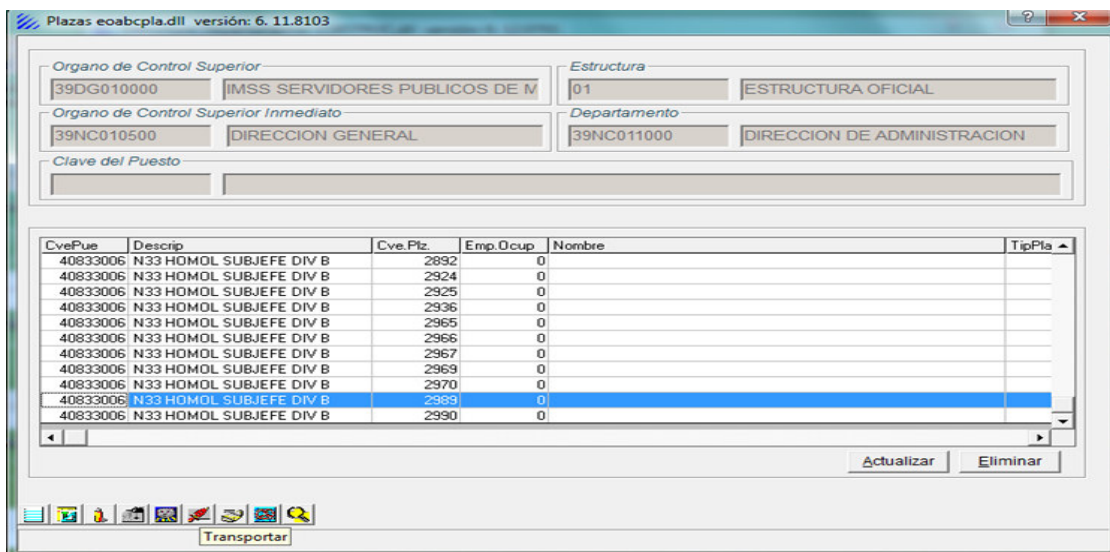 Plazas eoabcpla.dll versión: 6. 11.8103
Organo de Control Superior
39DG010000 IMSS SERVIDORES PUBLICOS DE M
Estructura
01 ESTRUCTURA OFICIAL
Organo de Control Superior Inmediato
39NC010500 DIRECCION GENERAL
Departamento
39NC011000 DIRECCION DE ADMINISTRACION
Clave del Puesto
CvePue Descrip Cve.Plz. Emp.Ocup Nombre TipPla
40833006 N33 HOMOL SUBJEFE DIV B 2892 0
40833006 N33 HOMOL SUBJEFE DIV B 2924 0
40833006 N33 HOMOL SUBJEFE DIV B 2925 0
40833006 N33 HOMOL SUBJEFE DIV B 2936 0
40833006 N33 HOMOL SUBJEFE DIV B 2965 0
40833006 N33 HOMOL SUBJEFE DIV B 2966 0
40833006 N33 HOMOL SUBJEFE DIV B 2967 0
40833006 N33 HOMOL SUBJEFE DIV B 2969 0
40833006 N33 HOMOL SUBJEFE DIV B 2970 0
40833006 N33 HOMOL SUBJEFE DIV B 2989 0
40833006 N33 HOMOL SUBJEFE DIV B 2990 0
Actualizar Eliminar
Transportar